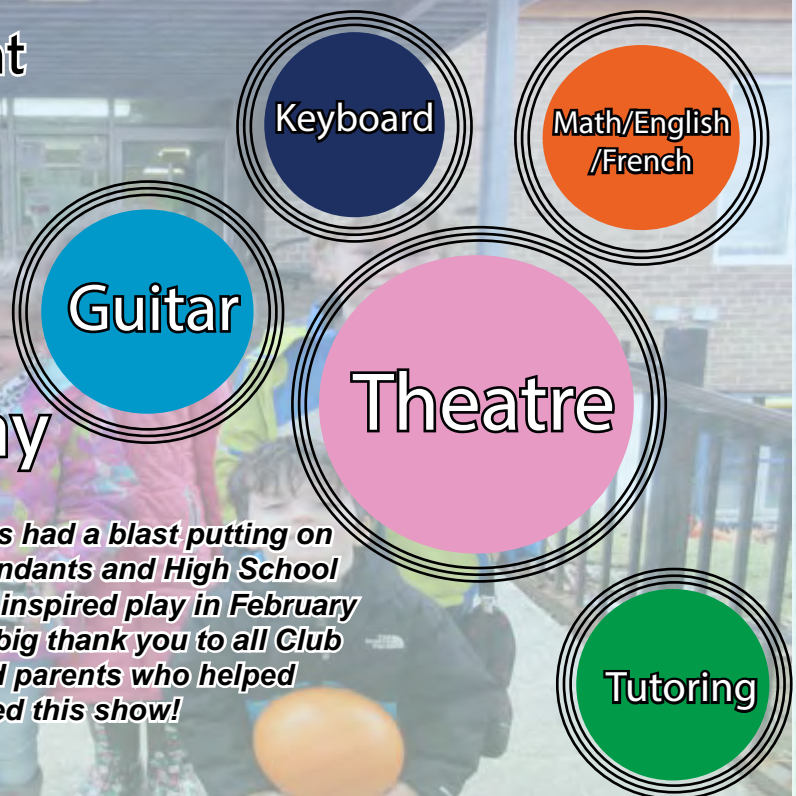 Keyboard
Math/English
/French
Guitar
Theatre
s had a blast putting on
ndants and High School
inspired play in February
big thank you to all Club
parents who helped
ed this show!
Tutoring